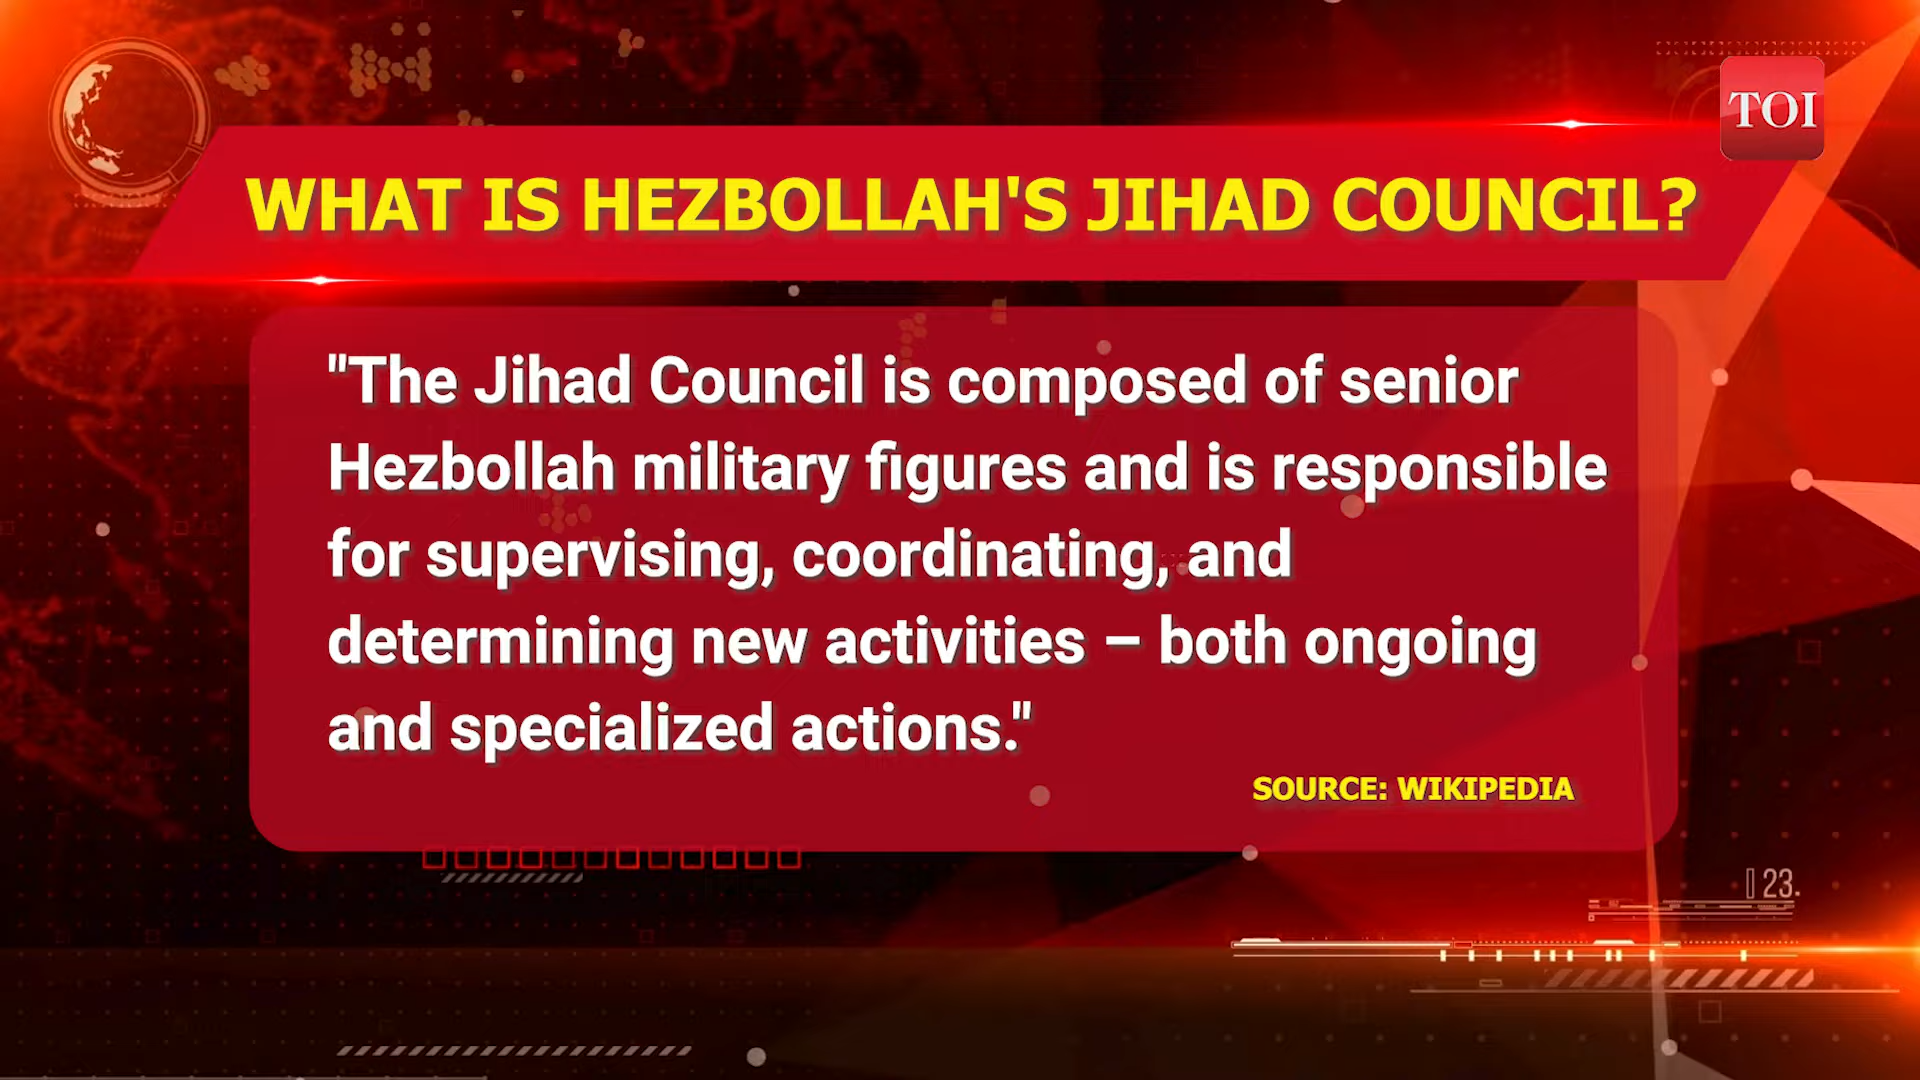 TOI
WHAT IS HEZBOLLAH'S JIHAD COUNCIL?
"The Jihad Council is composed of senior
Hezbollah military figures and is responsible
for supervising, coordinating, and
determining new activities – both ongoing
and specialized actions."
SOURCE: WIKIPEDIA
23.